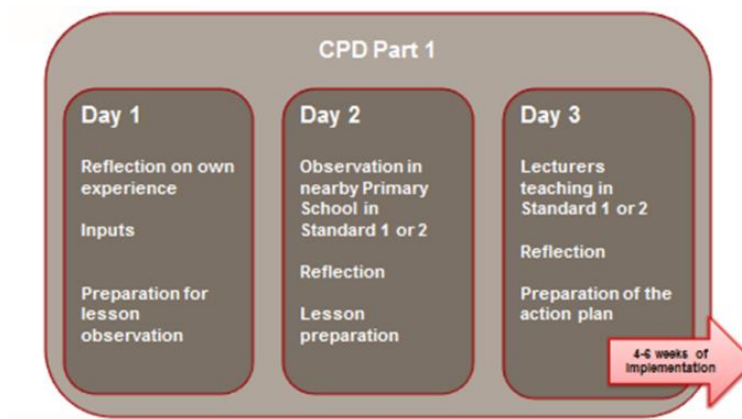 CPD Part 1
Day 1
Reflection on own
experience
Inputs
Preparation for
lesson
observation
Day 2
Observation in
nearby Primary
School in
Standard 1 or 2
Reflection
Lesson
preparation
Day 3
Lecturers
teaching in
Standard 1 or 2
Reflection
Preparation of the
action plan
4-6 weeks of
implementation